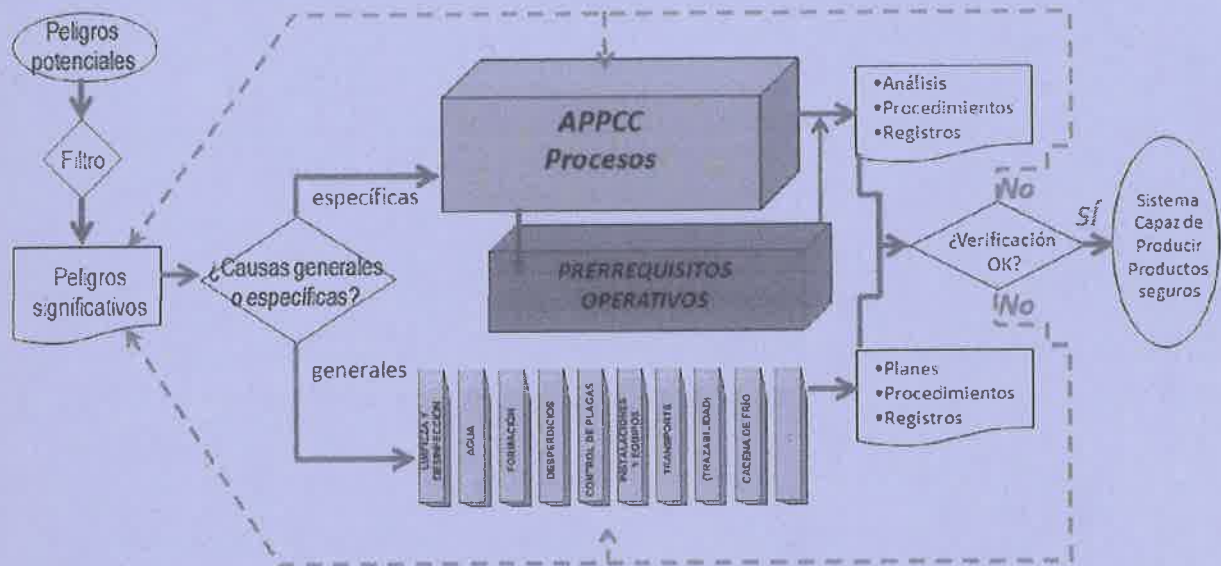 Peligros
potenciales
Filtro
Peligros
significativos
¿Causas generales
o específicas?
específicas
generales
APPCC
Procesos
PRERREQUISITOS
OPERATIVOS
LIMPIEZA Y
DESINFECCIÓN
AGUA
FORMACIÓN
DESPERDICIOS
CONTROL DE PLAGAS
INSTALACIONES
Y EQUIPOS
TRANSPORTE
(TRAZABILIDAD)
CADENA DE FRÍO
•Análisis
•Procedimientos
•Registros
•Planes
•Procedimientos
•Registros
No
¿Verificación
OK?
No
Sí
Sistema
Capaz de
Producir
Productos
seguros